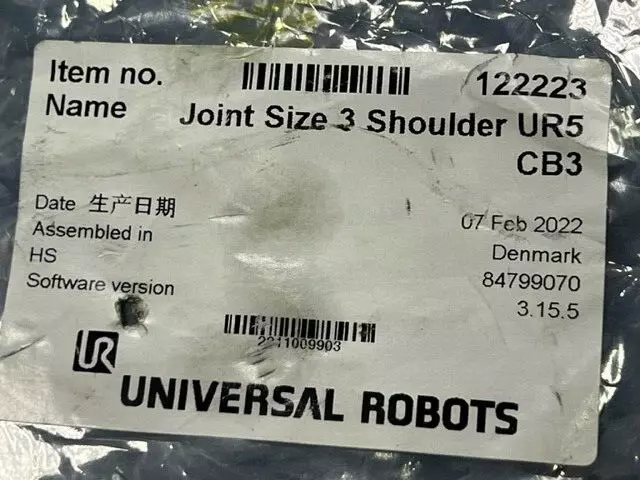 Item no. 122223
Name Joint Size 3 Shoulder UR5
CB3
Date 生产日期 07 Feb 2022
Assembled in Denmark
HS 84799070
Software version 3.15.5
2211009903
UR UNIVERSAL ROBOTS